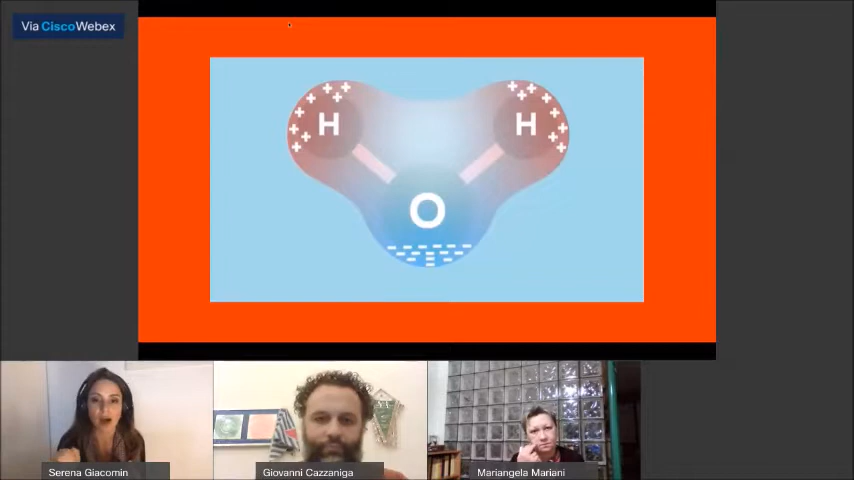 Via CiscoWebex
H
H
O
Serena Giacomin
Giovanni Cazzaniga
Mariangela Mariani